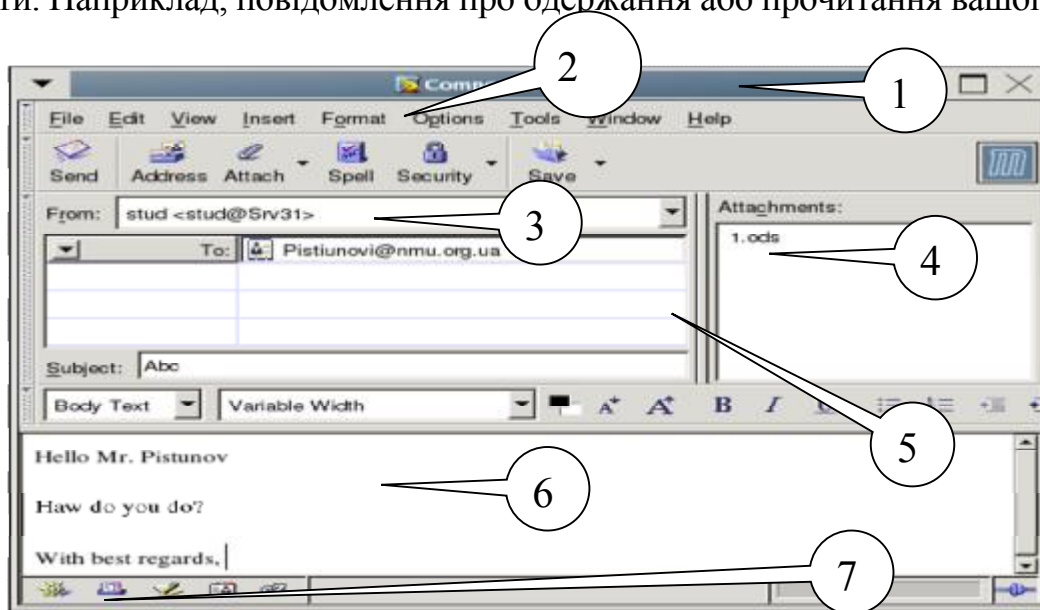 ти. Наприклад, повідомлення про одержання або прочитання вашог
2
1
File Edit View Insert Format Options Tools Window Help
Send Address Attach Spell Security Save
From: stud <stud@Srv31>
3
Attachments:
1.ods
4
To: Pistiunovi@nmu.org.ua
Subject: Abc
Body Text Variable Width
A A B I U
5
Hello Mr. Pistunov
6
Haw do you do?
With best regards,
7